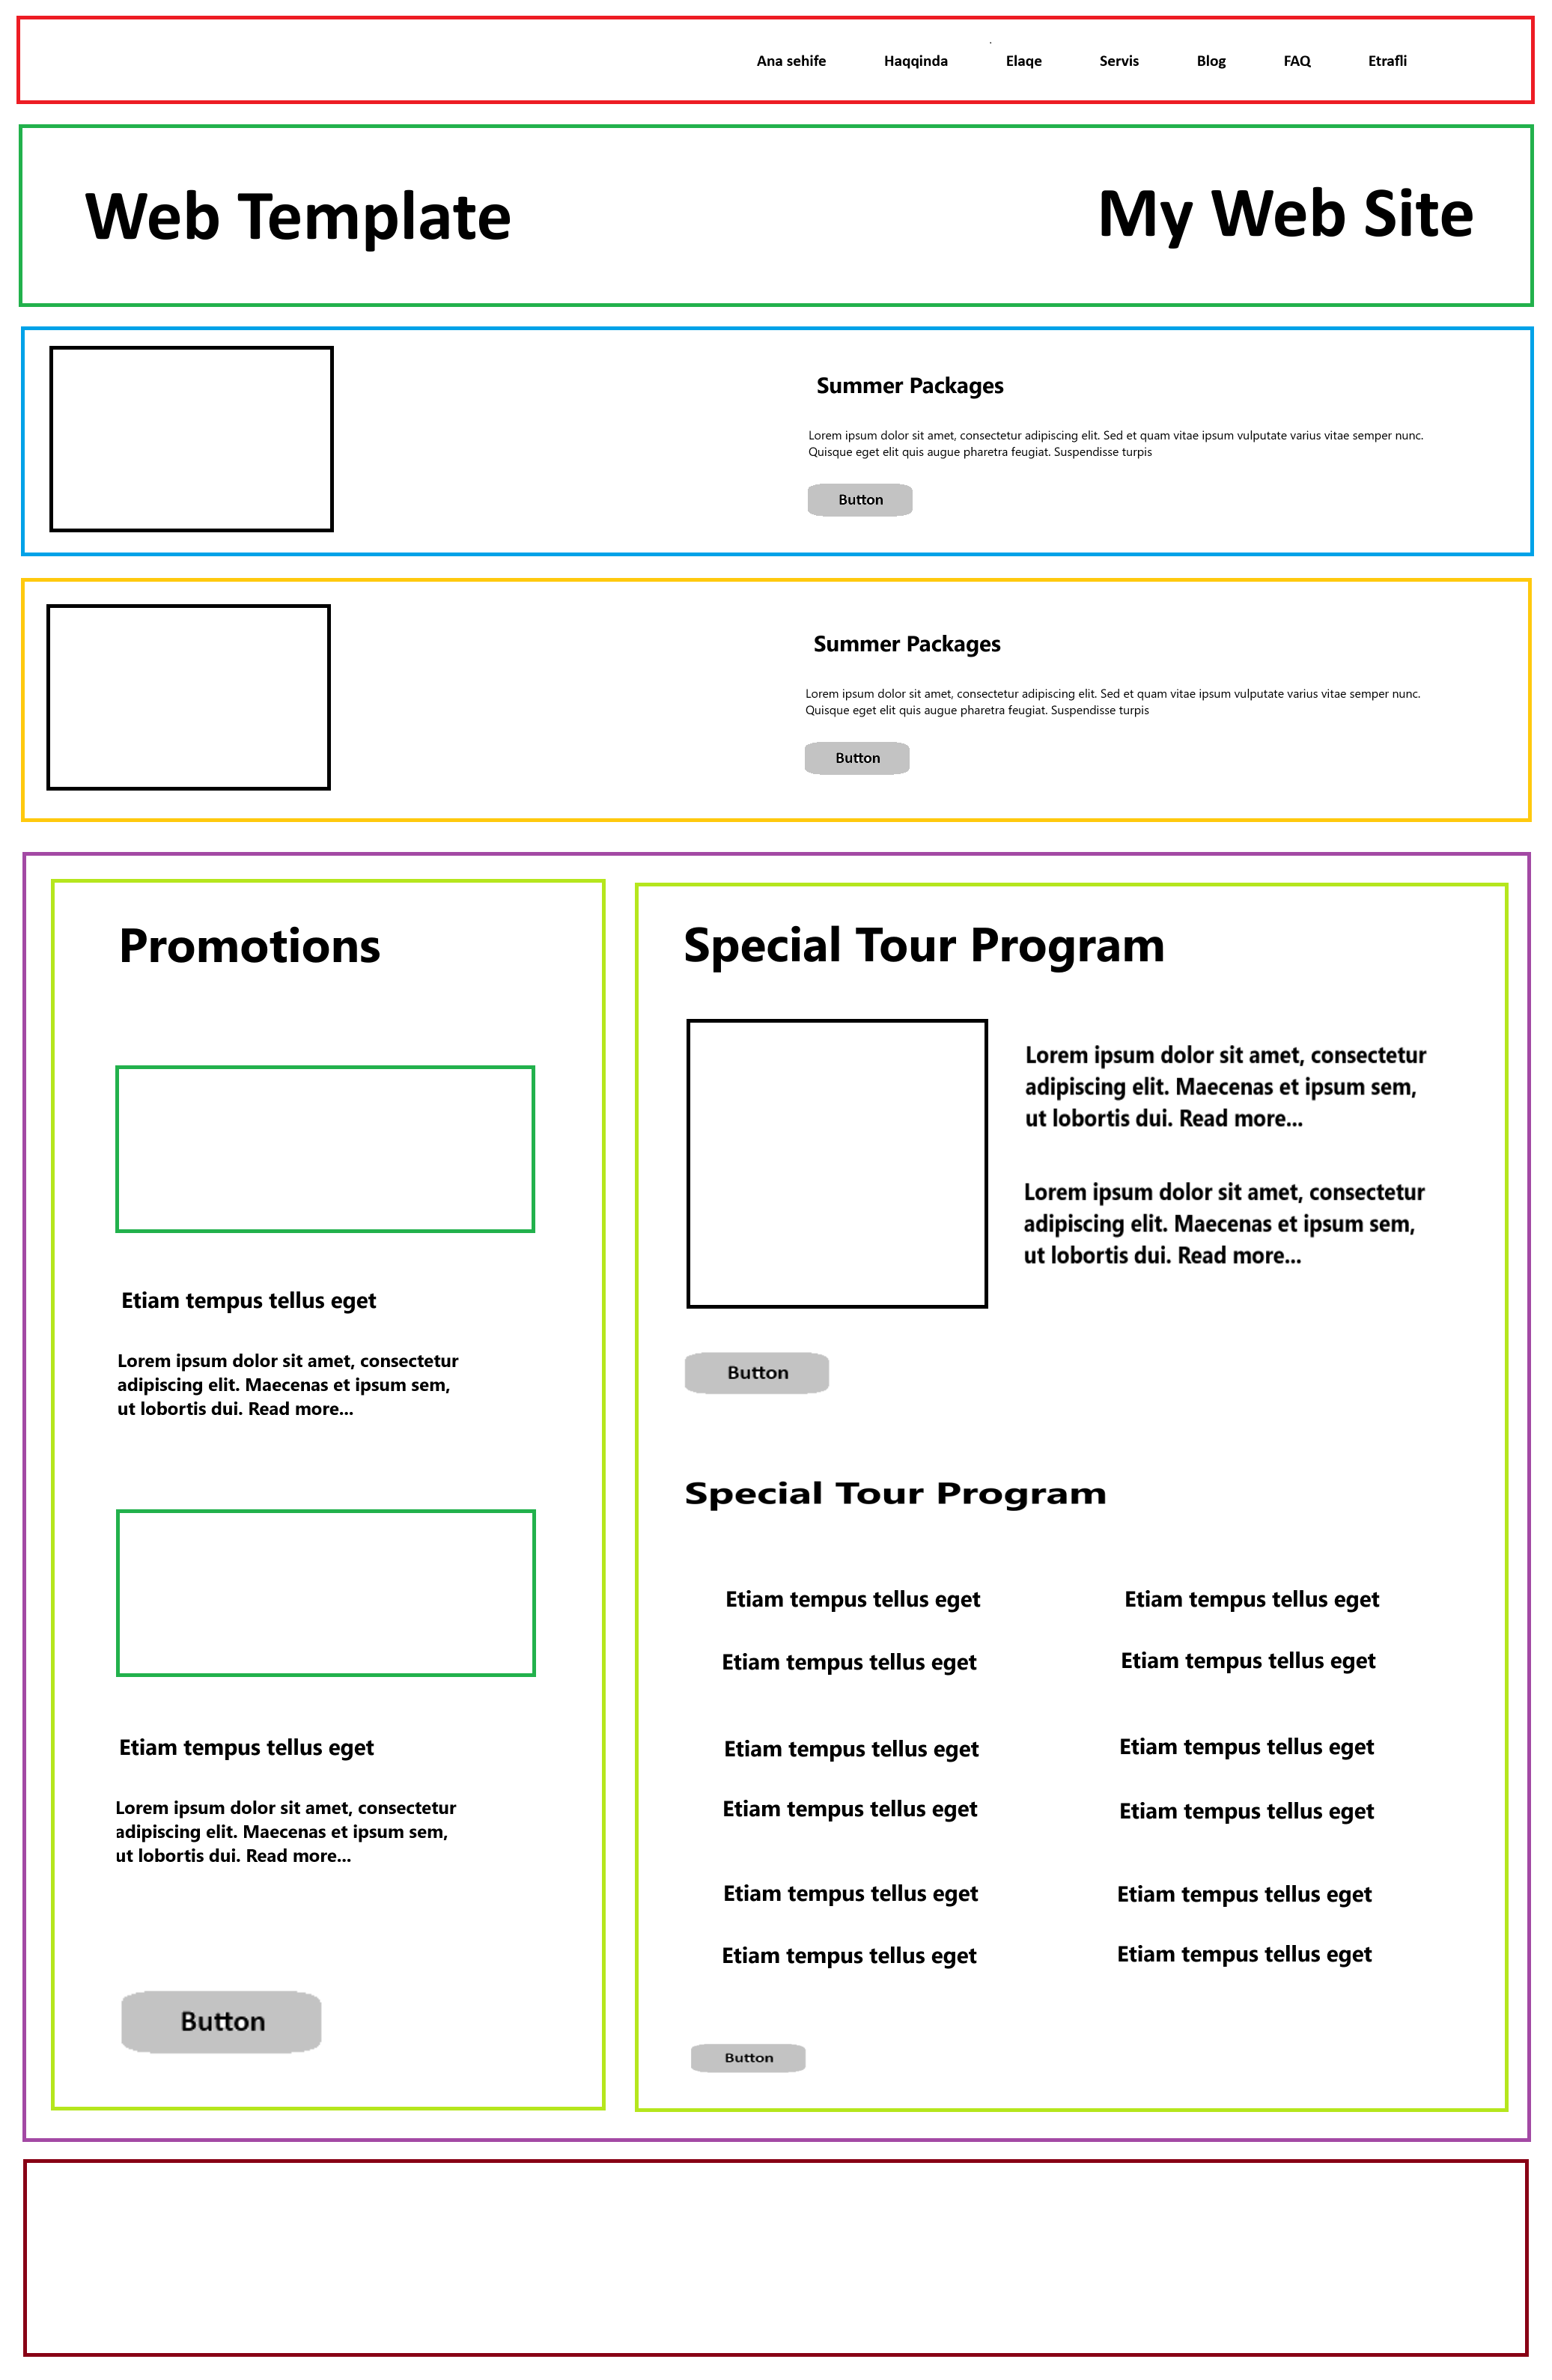 Ana sehife Haqqinda Elaqe Servis Blog FAQ Etrafli
Web Template
My Web Site
Summer Packages
Lorem ipsum dolor sit amet, consectetur adipiscing elit. Sed et quam vitae ipsum vulputate varius vitae semper nunc.
Quisque eget elit quis augue pharetra feugiat. Suspendisse turpis
Button
Summer Packages
Lorem ipsum dolor sit amet, consectetur adipiscing elit. Sed et quam vitae ipsum vulputate varius vitae semper nunc.
Quisque eget elit quis augue pharetra feugiat. Suspendisse turpis
Button
Promotions
Etiam tempus tellus eget
Lorem ipsum dolor sit amet, consectetur
adipiscing elit. Maecenas et ipsum sem,
ut lobortis dui. Read more...
Etiam tempus tellus eget
Lorem ipsum dolor sit amet, consectetur
adipiscing elit. Maecenas et ipsum sem,
ut lobortis dui. Read more...
Button
Special Tour Program
Lorem ipsum dolor sit amet, consectetur
adipiscing elit. Maecenas et ipsum sem,
ut lobortis dui. Read more...
Lorem ipsum dolor sit amet, consectetur
adipiscing elit. Maecenas et ipsum sem,
ut lobortis dui. Read more...
Button
Special Tour Program
Etiam tempus tellus eget
Etiam tempus tellus eget
Etiam tempus tellus eget
Etiam tempus tellus eget
Etiam tempus tellus eget
Etiam tempus tellus eget
Etiam tempus tellus eget
Etiam tempus tellus eget
Etiam tempus tellus eget
Etiam tempus tellus eget
Etiam tempus tellus eget
Etiam tempus tellus eget
Button